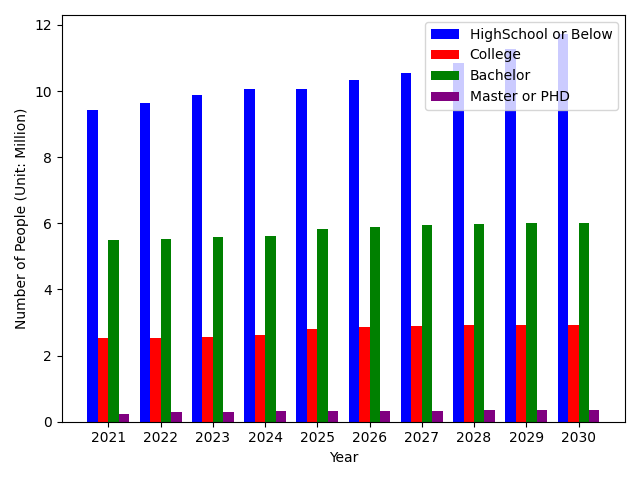 HighSchool or Below
College
Bachelor
Master or PHD
12
10
8
6
4
2
0
Number of People (Unit: Million)
2021 2022 2023 2024 2025 2026 2027 2028 2029 2030
Year